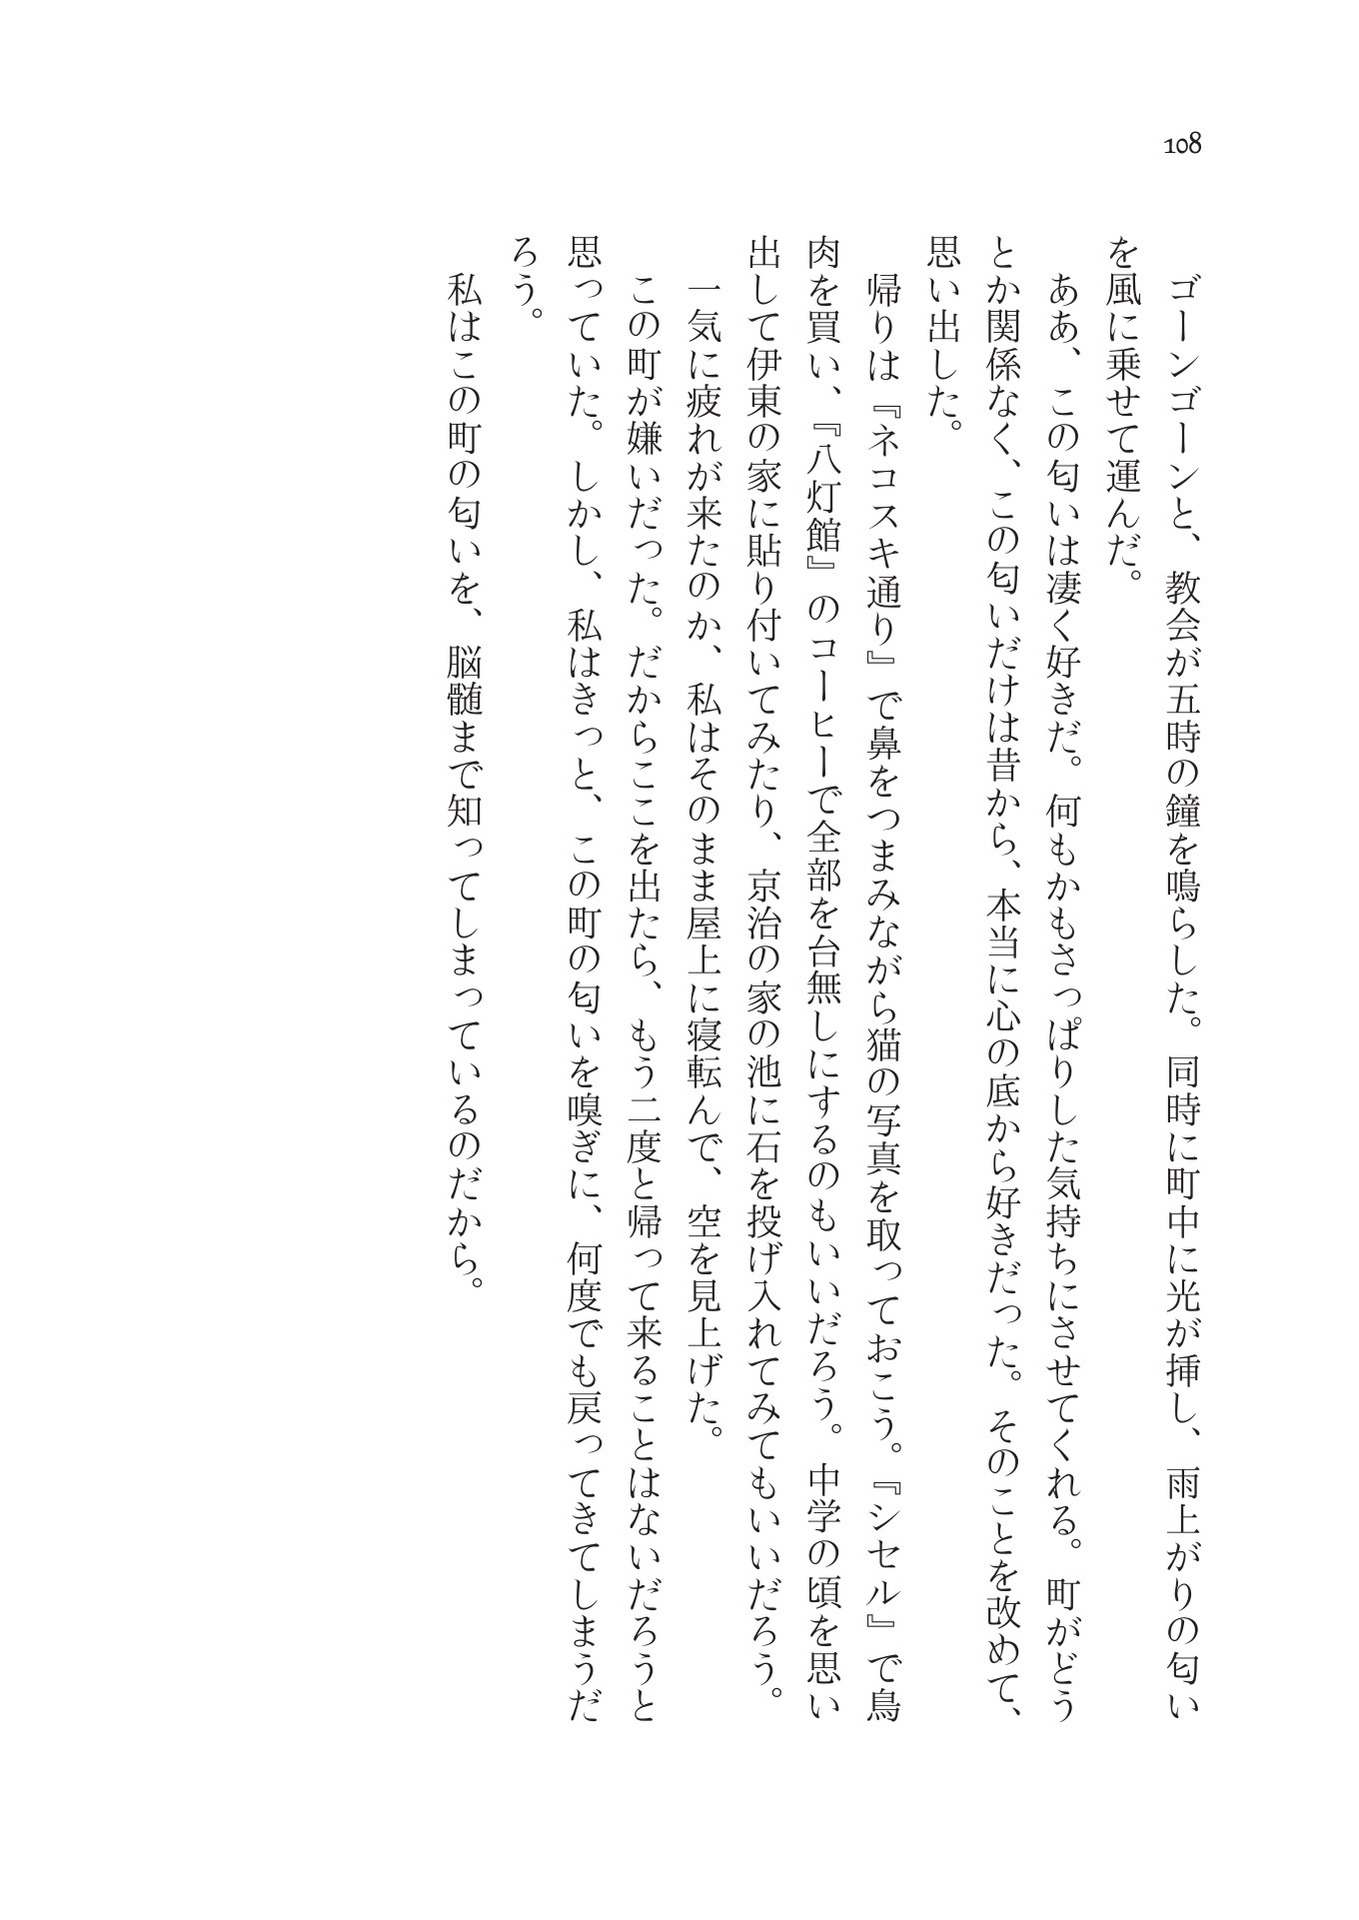 108
ゴーンゴーンと、教会が五時の鐘を鳴らした。同時に町中に光が挿し、雨上がりの匂い
を風に乗せて運んだ。
ああ、この匂いは凄く好きだ。何もかもさっぱりした気持ちにさせてくれる。町がどう
とか関係なく、この匂いだけは昔から、本当に心の底から好きだった。そのことを改めて、
思い出した。
帰りは『ネコスキ通り』で鼻をつまみながら猫の写真を取っておこう。『シセル』で鳥
肉を買い、『八灯館』のコーヒーで全部を台無しにするのもいいだろう。中学の頃を思い
出して伊東の家に貼り付いてみたり、京治の家の池に石を投げ入れてみてもいいだろう。
一気に疲れが来たのか、私はそのまま屋上に寝転んで、空を見上げた。
この町が嫌いだった。だからここを出たら、もう二度と帰って来ることはないだろうと
思っていた。しかし、私はきっと、この町の匂いを嗅ぎに、何度でも戻ってきてしまうだ
ろう。
私はこの町の匂いを、脳髄まで知ってしまっているのだから。